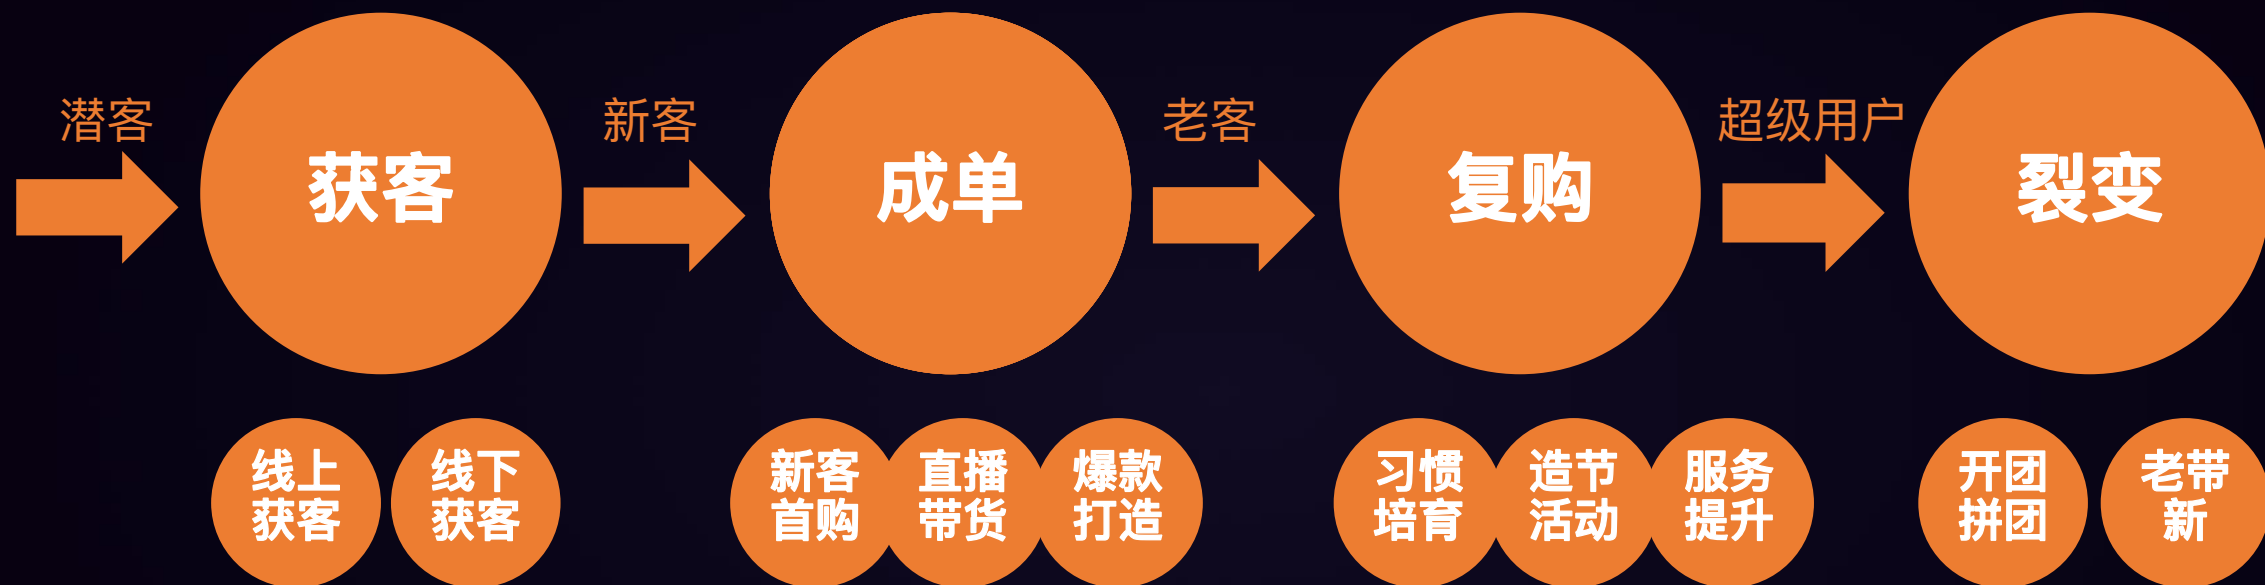 潜客
获客
新客
成单
老客
复购
超级用户
裂变
线上
获客
线下
获客
新客
首购
直播
带货
爆款
打造
习惯
培育
造节
活动
服务
提升
开团
拼团
老带
新